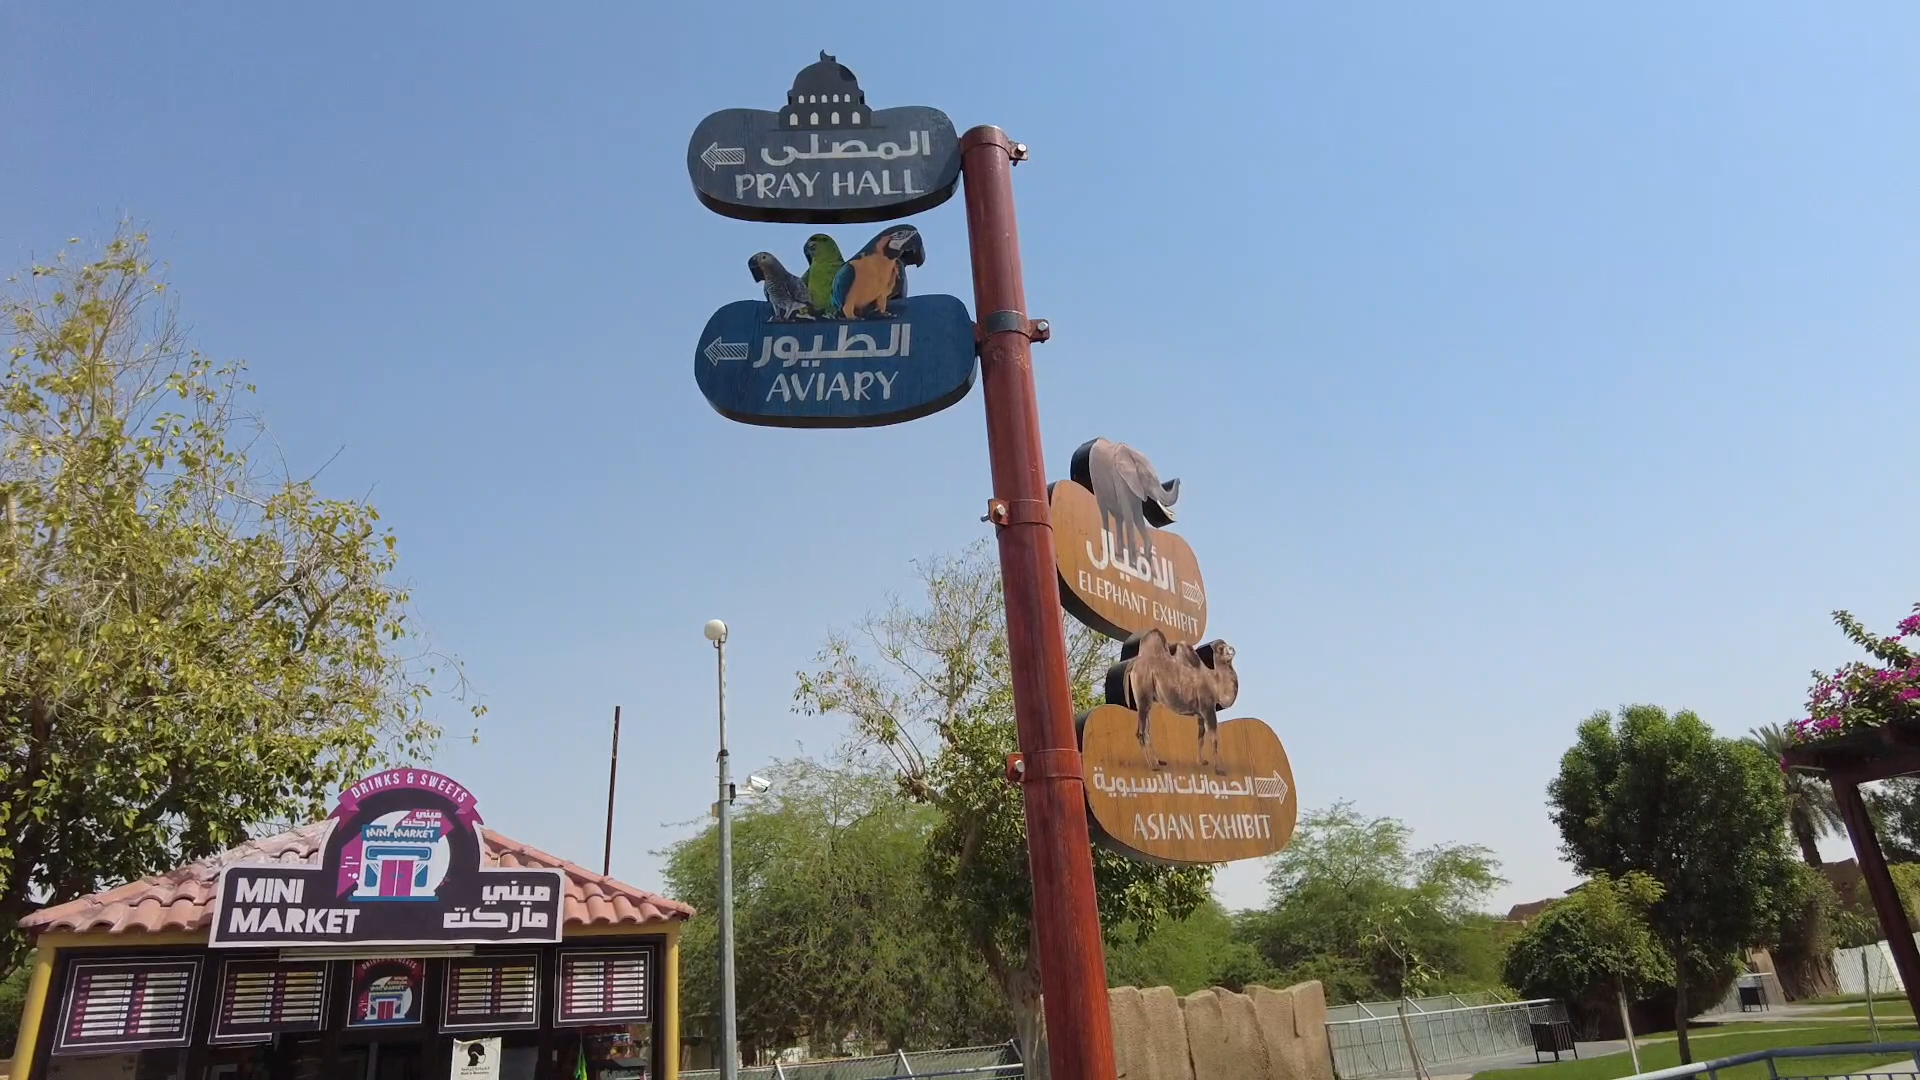 المصلى
PRAY HALL
الطيور
AVIARY
الأفيال
ELEPHANT EXHIBIT
الحيوانات الاسيوية
ASIAN EXHIBIT
DRINKS & SWEETS
ميني
ماركت
MINI MARKET
MINI
MARKET
ميني
ماركت